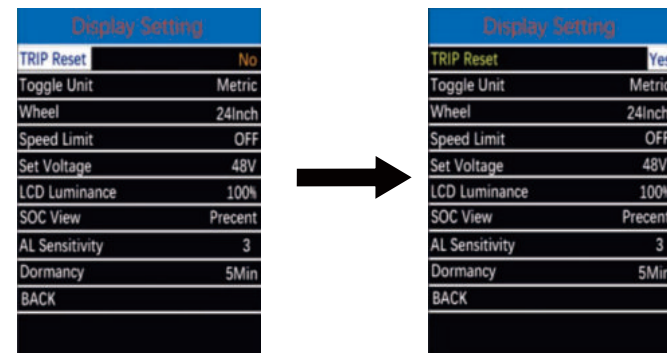 Display Setting
TRIP Reset No
Toggle Unit Metric
Wheel 24Inch
Speed Limit OFF
Set Voltage 48V
LCD Luminance 100%
SOC View Precent
AL Sensitivity 3
Dormancy 5Min
BACK
Display Setting
TRIP Reset Yes
Toggle Unit Metric
Wheel 24Inch
Speed Limit OFF
Set Voltage 48V
LCD Luminance 100%
SOC View Precent
AL Sensitivity 3
Dormancy 5Min
BACK